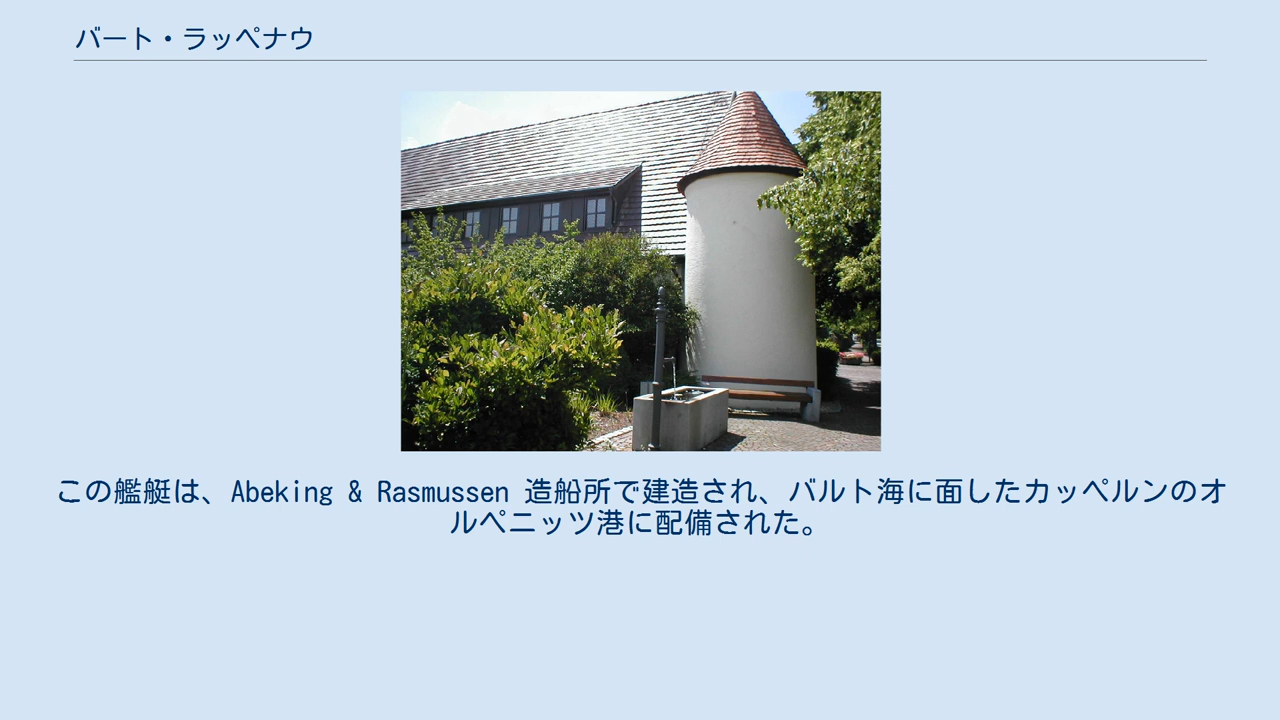 バート・ラッペナウ
この艦艇は、Abeking & Rasmussen 造船所で建造され、バルト海に面したカッペルンのオ
ルペニッツ港に配備された。